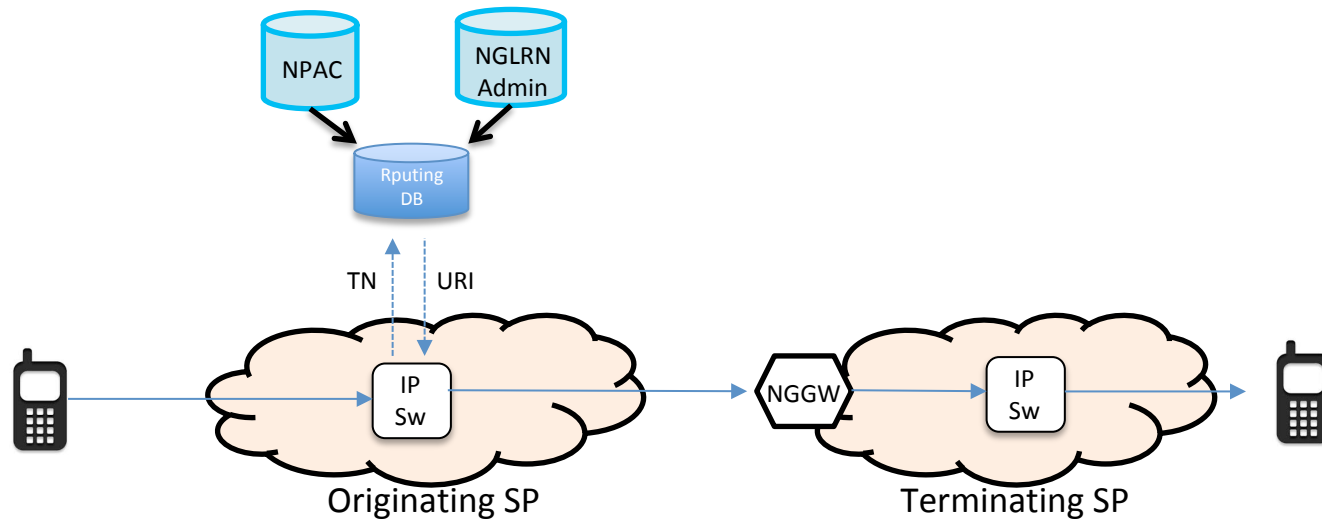 NPAC
NGLRN
Admin
Rputing
DB
TN
URI
IP
Sw
NGGW
IP
Sw
Originating SP
Terminating SP